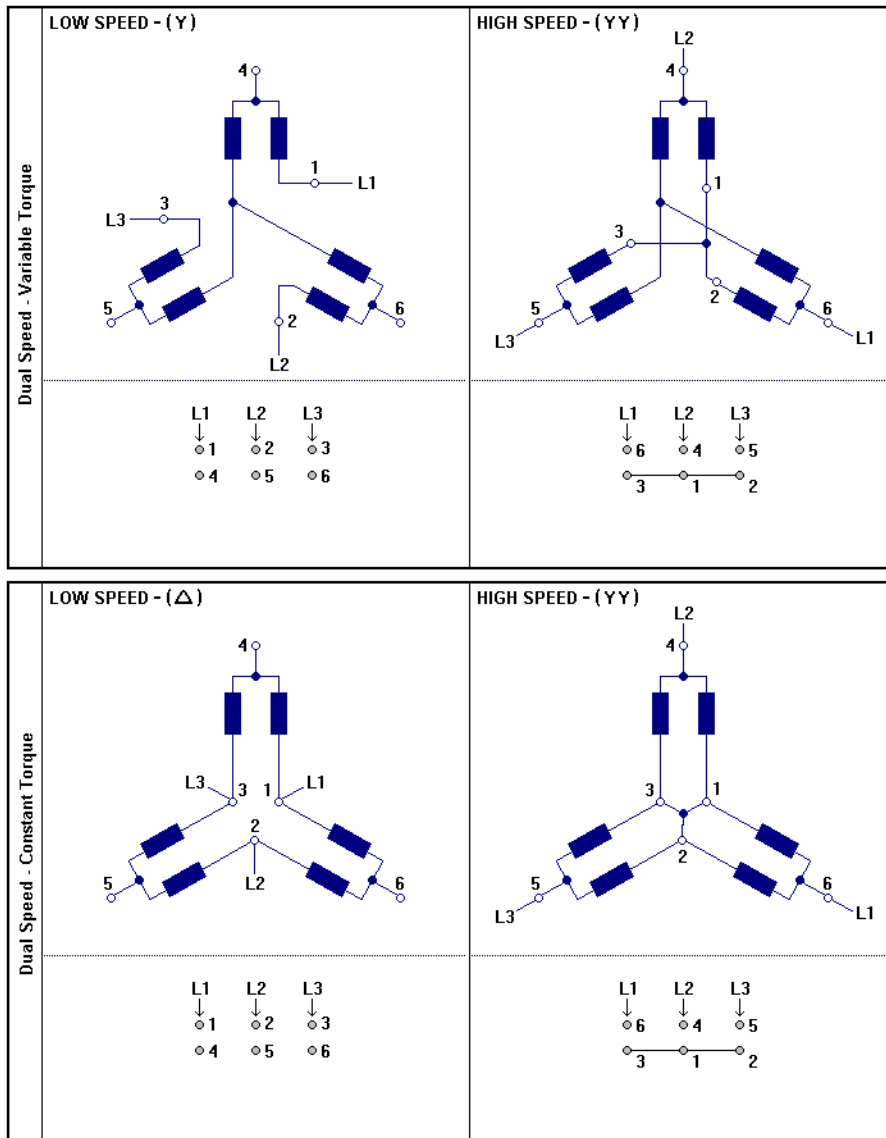 Dual Speed - Variable Torque
LOW SPEED - (Y)
4
1
L1
3
L3
5
2
6
L2
L1 L2 L3
1 2 3
4 5 6
HIGH SPEED - (YY)
L2
4
1
3
2
5
6
L3
L1
L1 L2 L3
6 4 5
3 1 2
Dual Speed - Constant Torque
LOW SPEED - (Δ)
4
L3 L1
3 1
2
5
L2
6
L1 L2 L3
1 2 3
4 5 6
HIGH SPEED - (YY)
L2
4
3 1
2
5
6
L3
L1
L1 L2 L3
6 4 5
3 1 2